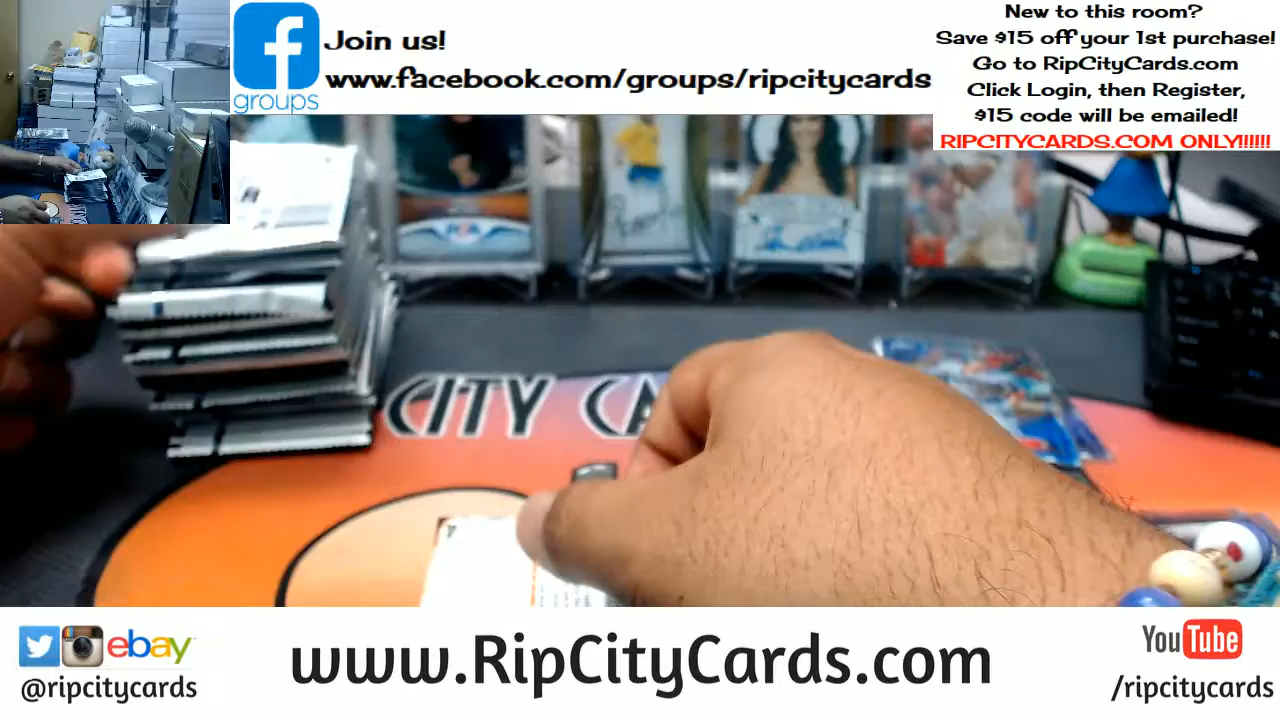 Join us!
www.facebook.com/groups/ripcitycards
groups
New to this room?
Save $15 off your 1st purchase!
Go to RipCityCards.com
Click Login, then Register,
$15 code will be emailed!
RIPCITYCARDS.COM ONLY!!!!!!
CITY CA
ebay
@ripcitycards
www.RipCityCards.com
YouTube
/ripcitycards